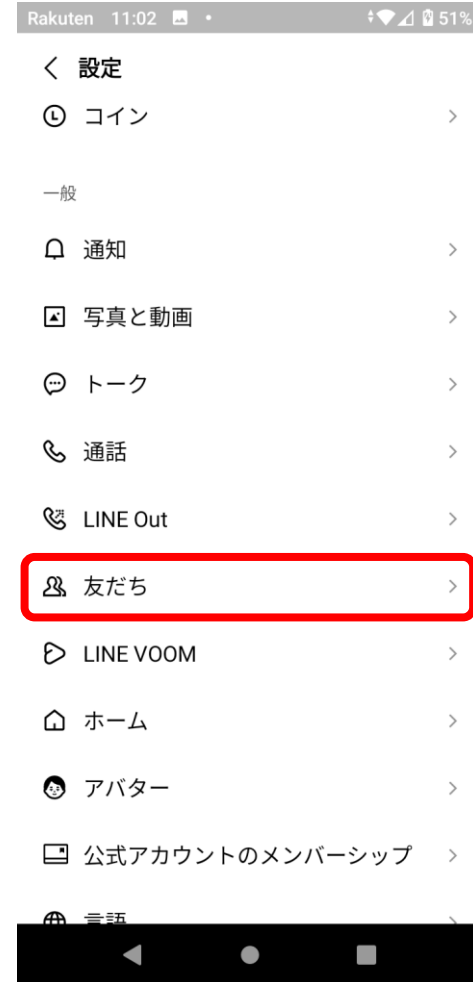 Rakuten 11:02 51%
設定
コイン
一般
通知
写真と動画
トーク
通話
LINE Out
友だち
LINE VOOM
ホーム
アバター
公式アカウントのメンバーシップ
言語